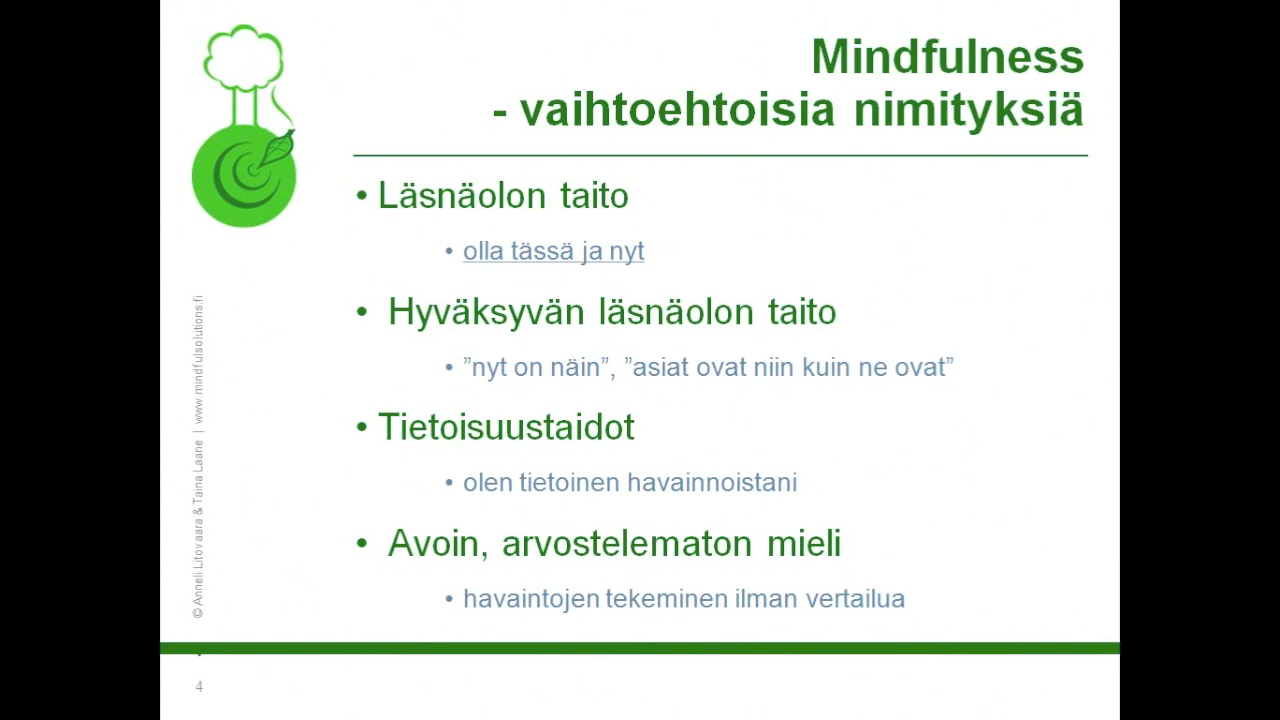 Mindfulness
- vaihtoehtoisia nimityksiä
• Läsnäolon taito
• olla tässä ja nyt
• Hyväksyvän läsnäolon taito
• ”nyt on näin”, ”asiat ovat niin kuin ne ovat”
• Tietoisuustaidot
• olen tietoinen havainnoistani
• Avoin, arvostelematon mieli
• havaintojen tekeminen ilman vertailua
© Anneli Litovaara & Taina Laane | www.mindfulsolutions.fi
4